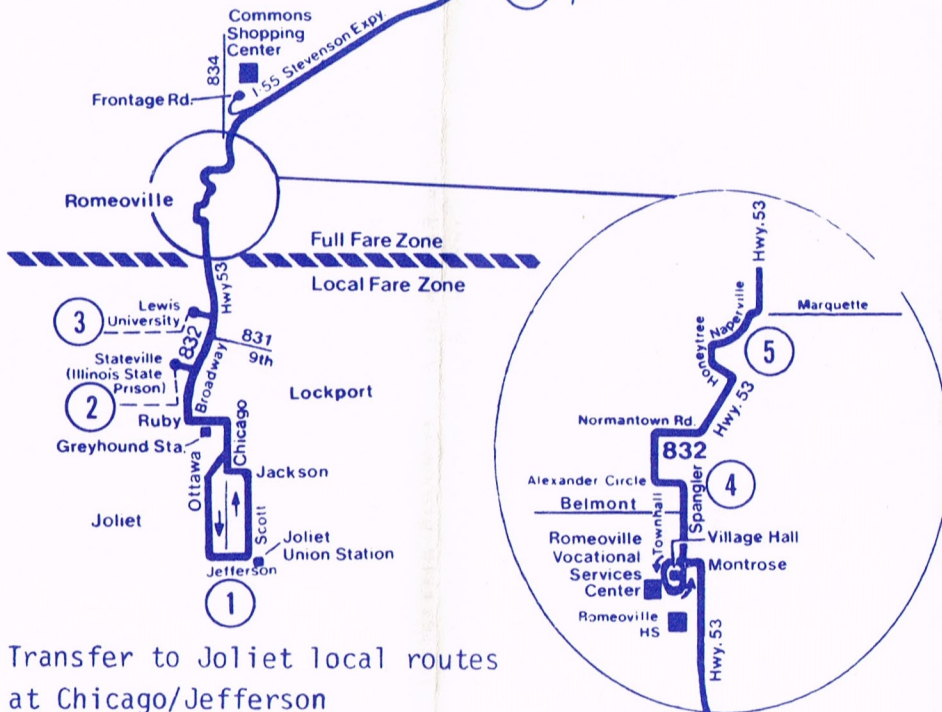 Commons
Shopping
Center
834
I-55 Stevenson Expy.
Frontage Rd.
Romeoville
Full Fare Zone
Local Fare Zone
Hwy 53
3
Lewis
University
832
831
9th
Stateville
(Illinois State
Prison)
2
Broadway
Lockport
Ruby
Chicago
Greyhound Sta.
Ottawa
Jackson
Joliet
Scott
Joliet
Union Station
Jefferson
1
Transfer to Joliet local routes
at Chicago/Jefferson
Hwy. 53
Marquette
Naperville
Honeytree
5
Hwy. 53
Normantown Rd.
832
Alexander Circle
4
Belmont
Townhall
Spangler
Romeoville
Vocational
Services
Center
Village Hall
Montrose
Romeoville
HS
Hwy. 53